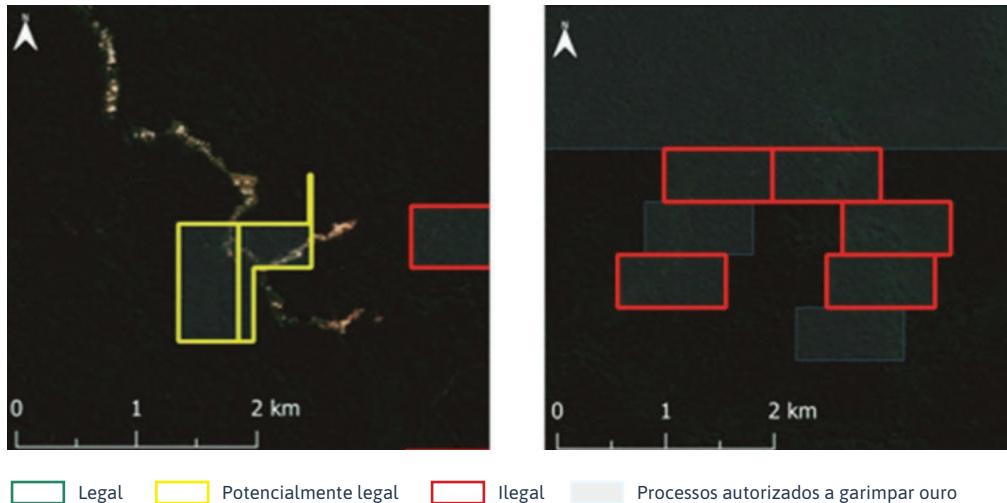 N
N
0 1 2 km
0 1 2 km
Legal Potencialmente legal Ilegal Processos autorizados a garimpar ouro